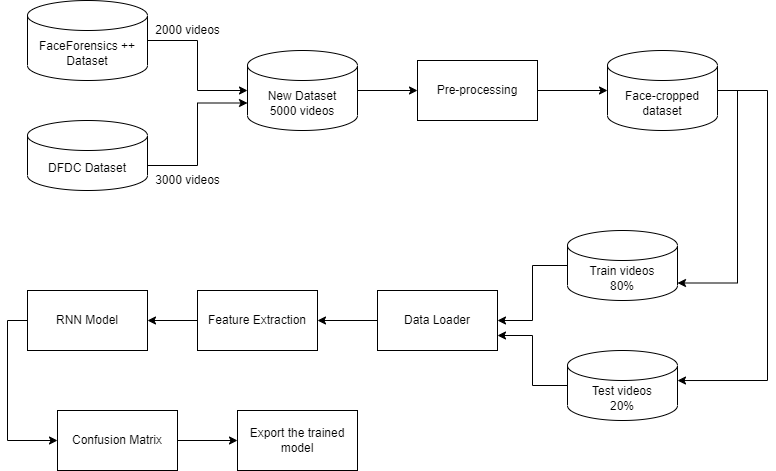 FaceForensics ++
Dataset
2000 videos
DFDC Dataset
3000 videos
New Dataset
5000 videos
Pre-processing
Face-cropped
dataset
Train videos
80%
Test videos
20%
Data Loader
Feature Extraction
RNN Model
Confusion Matrix
Export the trained
model